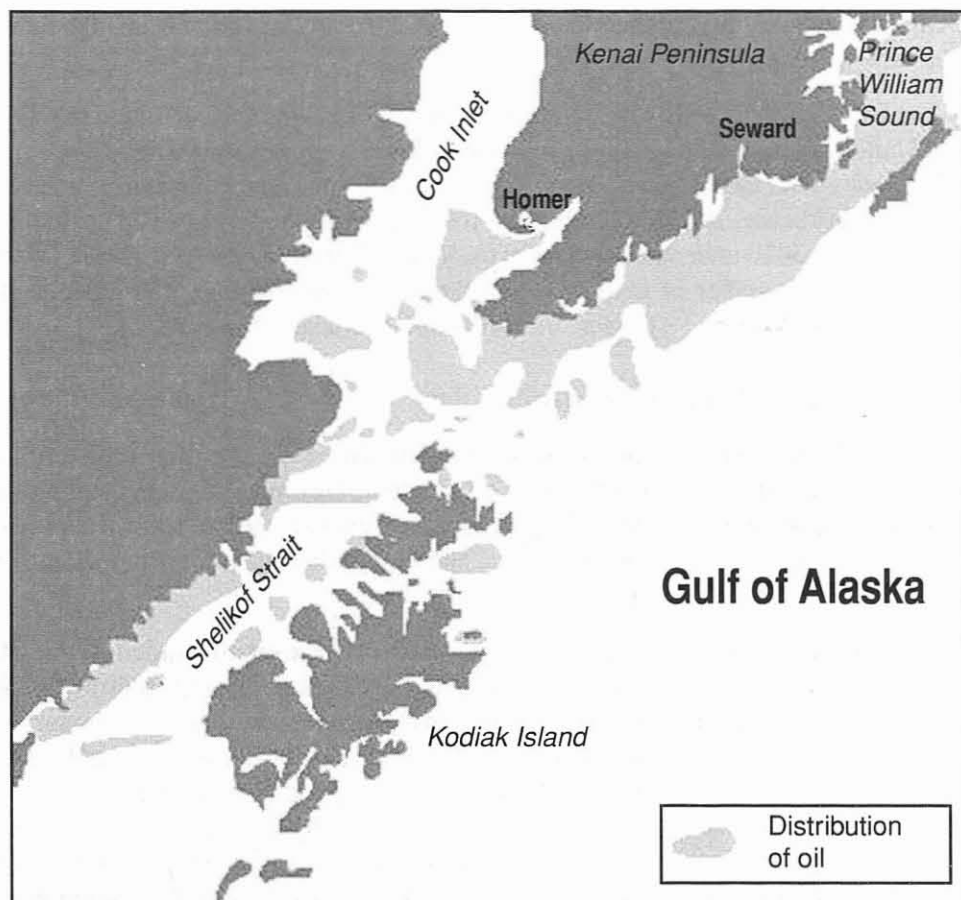 Kenai Peninsula
Prince
William
Sound
Seward
Cook Inlet
Homer
Shelikof Strait
Gulf of Alaska
Kodiak Island
Distribution
of oil